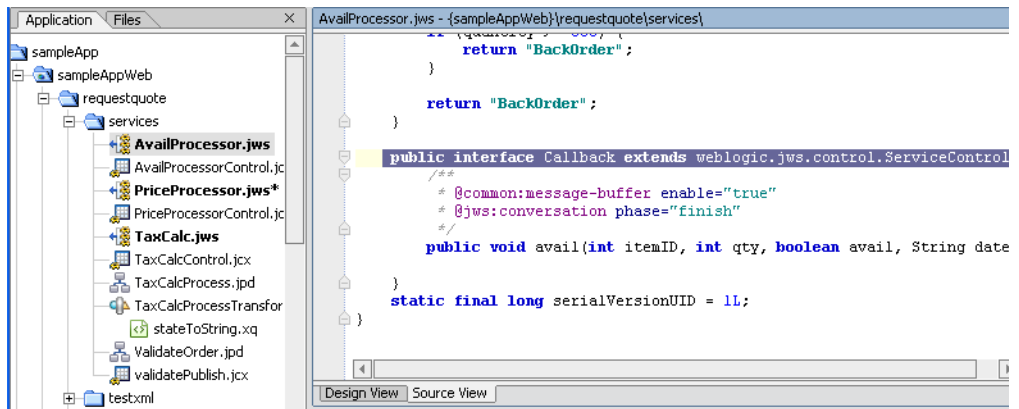 Application Files
sampleApp
sampleAppWeb
requestquote
services
AvailProcessor.jws
AvailProcessorControl.jc
PriceProcessor.jws*
PriceProcessorControl.jc
TaxCalc.jws
TaxCalcControl.jcx
TaxCalcProcess.jpd
TaxCalcProcessTransfor
stateToString.xq
ValidateOrder.jpd
validatePublish.jcx
testxml
AvailProcessor.jws - {sampleAppWeb}\requestquote\services\
return "BackOrder";
}
return "BackOrder";
}
public interface Callback extends weblogic.jws.control.ServiceControl
/**
* @common:message-buffer enable="true"
* @jws:conversation phase="finish"
*/
public void avail(int itemID, int qty, boolean avail, String date
}
static final long serialVersionUID = 1L;
}
Design View Source View